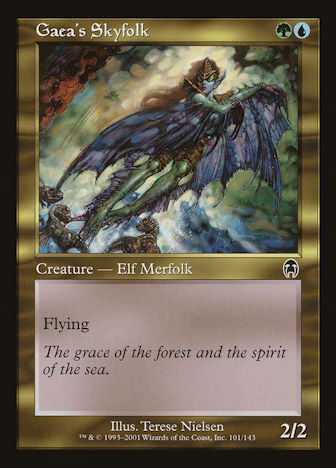 Gaea's Skyfolk
Creature — Elf Merfolk
Flying
The grace of the forest and the spirit
of the sea.
Illus. Terese Nielsen
™ & © 1993–2001 Wizards of the Coast, Inc. 101/143
2/2